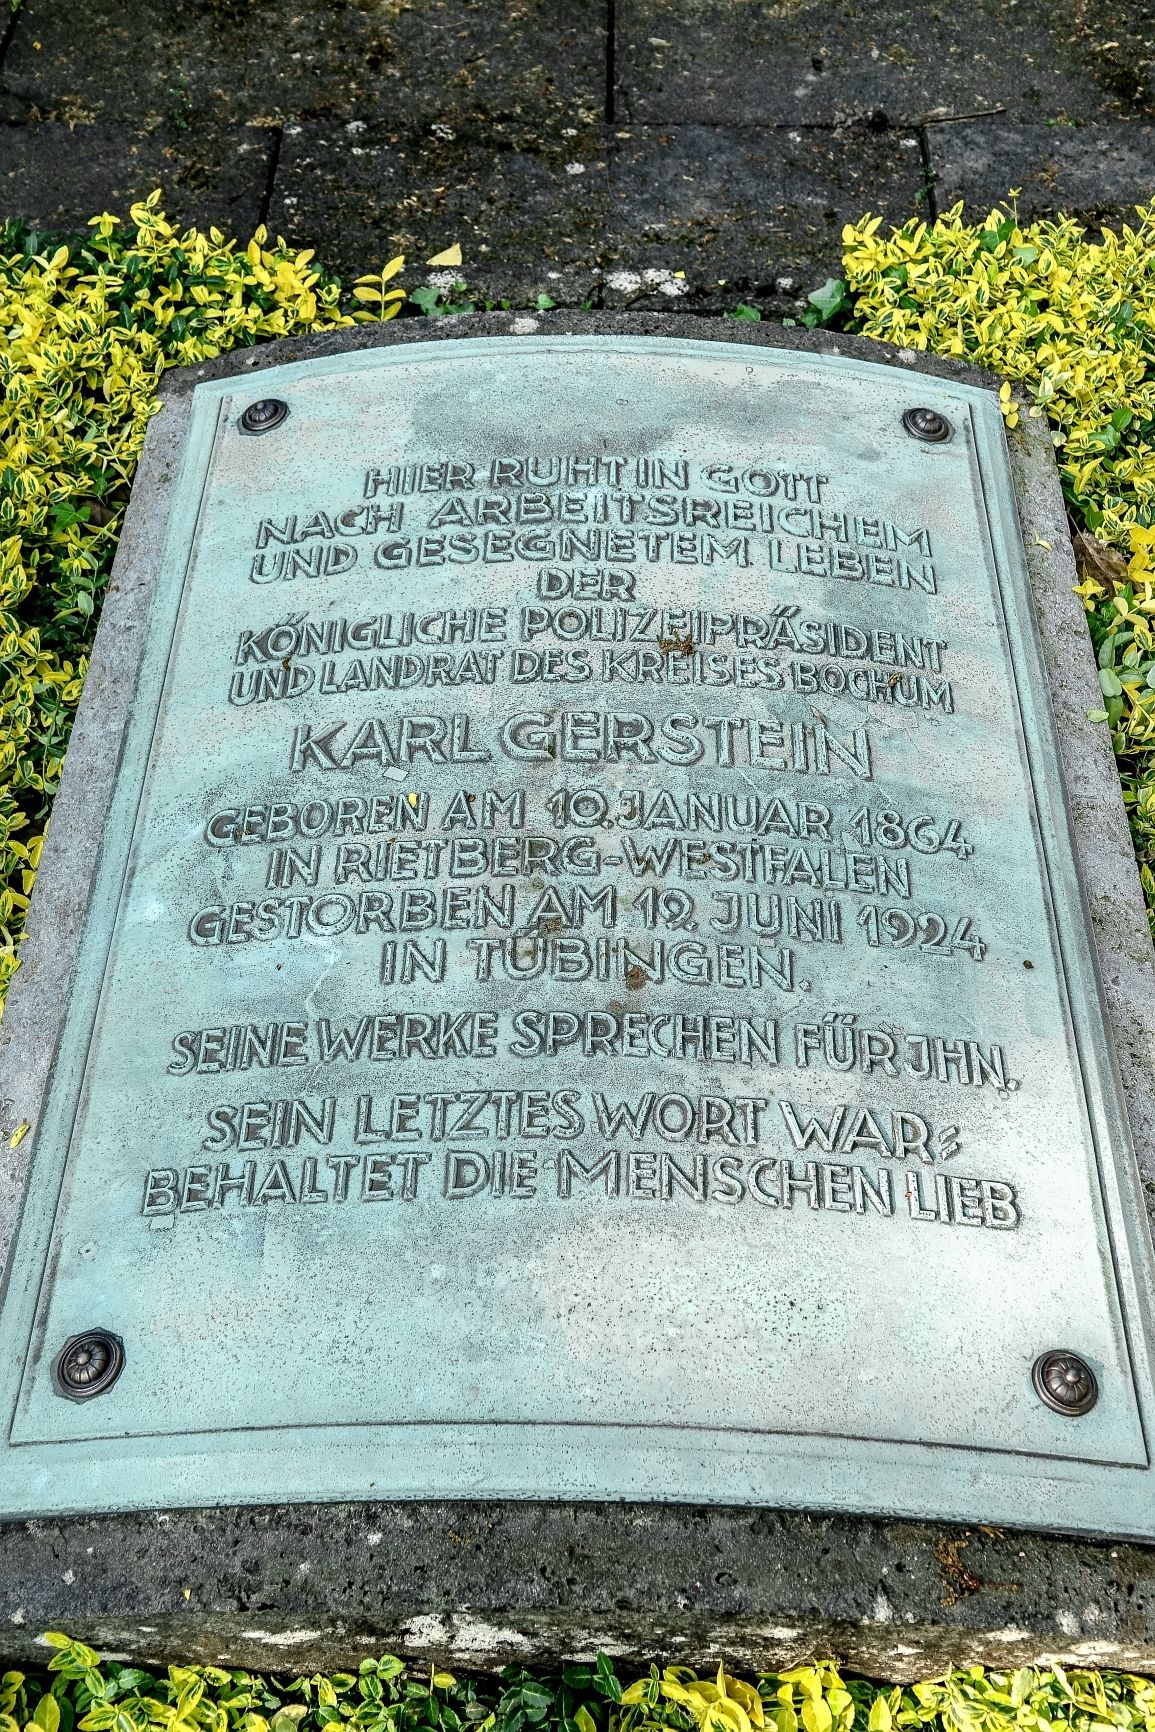 HIER RUHT IN GOTT
NACH ARBEITSREICHEM
UND GESEGNETEM LEBEN
DER
KÖNIGLICHE POLIZEIPRÄSIDENT
UND LANDRAT DES KREISES BOCHUM
KARL GERSTEIN
GEBOREN AM 10. JANUAR 1864
IN RIETBERG-WESTFALEN
GESTORBEN AM 19. JUNI 1924
IN TÜBINGEN.
SEINE WERKE SPRECHEN FÜR JHN.
SEIN LETZTES WORT WAR:
BEHALTET DIE MENSCHEN LIEB